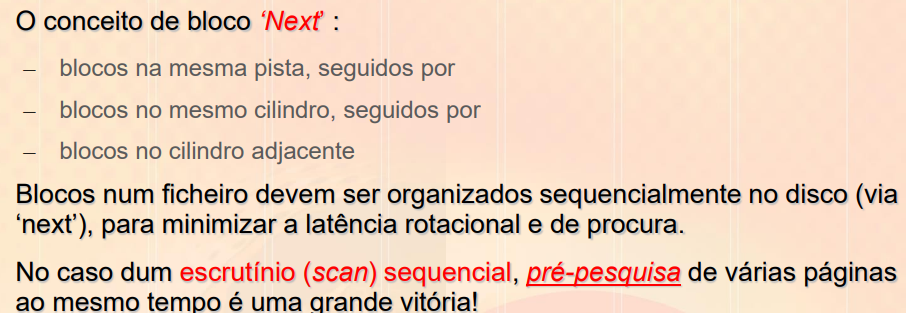 O conceito de bloco ‘Next’ :
– blocos na mesma pista, seguidos por
– blocos no mesmo cilindro, seguidos por
– blocos no cilindro adjacente
Blocos num ficheiro devem ser organizados sequencialmente no disco (via
‘next’), para minimizar a latência rotacional e de procura.
No caso dum escrutínio (scan) sequencial, pré-pesquisa de várias páginas
ao mesmo tempo é uma grande vitória!